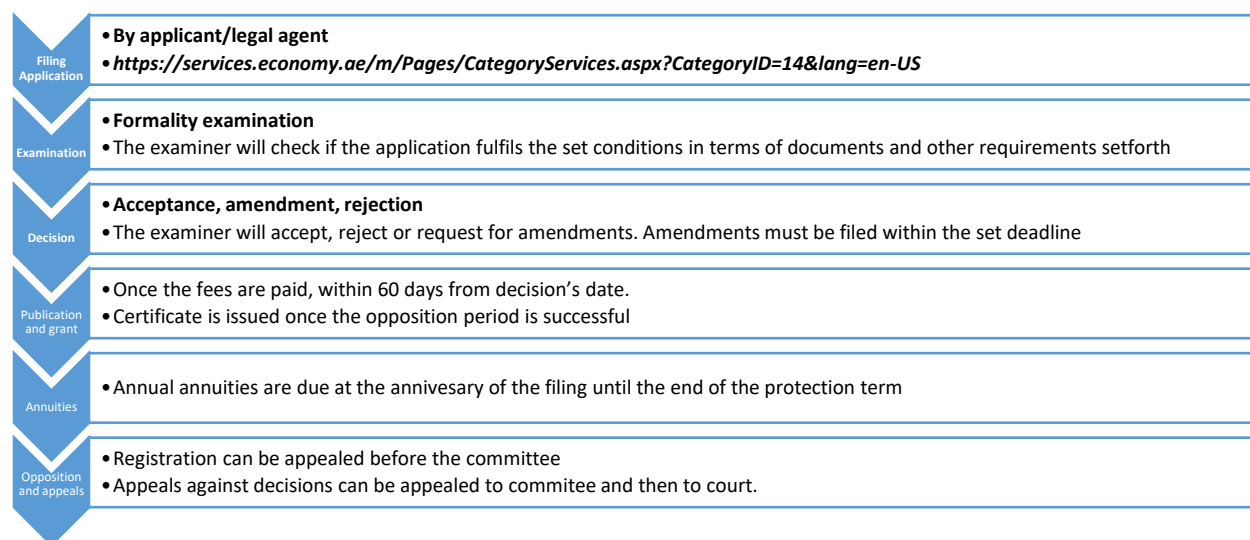 Filing
Application
•By applicant/legal agent
•https://services.economy.ae/m/Pages/CategoryServices.aspx?CategoryID=14&lang=en-US
Examination
•Formality examination
•The examiner will check if the application fulfils the set conditions in terms of documents and other requirements setforth
Decision
•Acceptance, amendment, rejection
•The examiner will accept, reject or request for amendments. Amendments must be filed within the set deadline
Publication
and grant
•Once the fees are paid, within 60 days from decision's date.
•Certificate is issued once the opposition period is successful
Annuities
•Annual annuities are due at the annivesary of the filing until the end of the protection term
Opposition
and appeals
•Registration can be appealed before the committee
•Appeals against decisions can be appealed to commitee and then to court.